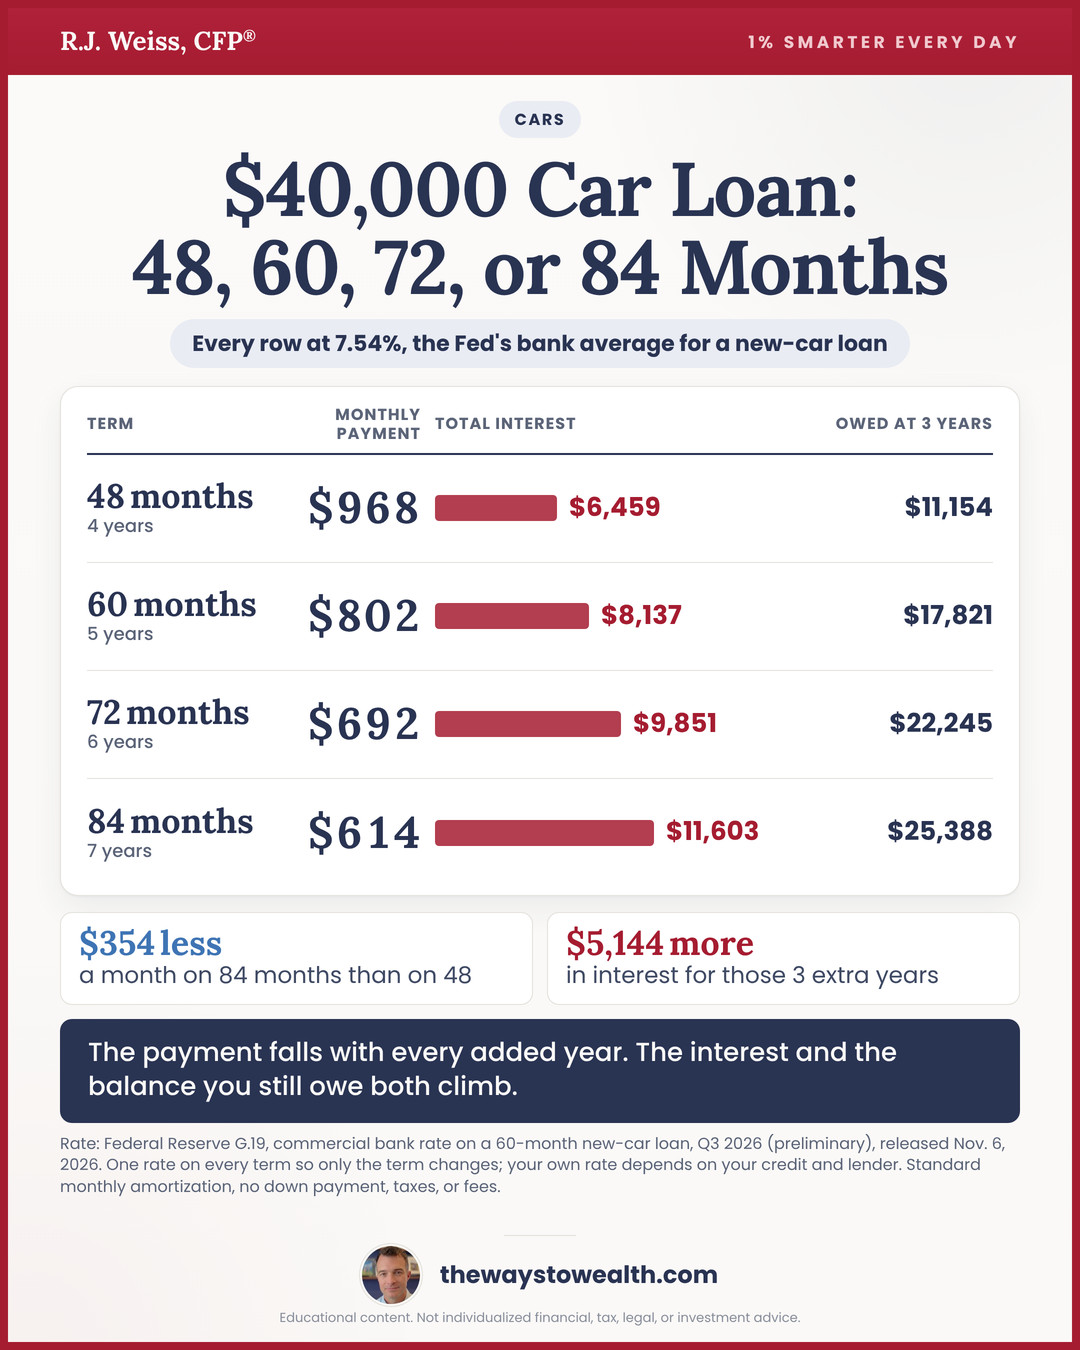 R.J. Weiss, CFP®
1% SMARTER EVERY DAY
CARS
$40,000 Car Loan:
48, 60, 72, or 84 Months
Every row at 7.54%, the Fed's bank average for a new-car loan
TERM
MONTHLY
PAYMENT
TOTAL INTEREST
OWED AT 3 YEARS
48 months
4 years
$968
$6,459
$11,154
60 months
5 years
$802
$8,137
$17,821
72 months
6 years
$692
$9,851
$22,245
84 months
7 years
$614
$11,603
$25,388
$354 less
a month on 84 months than on 48
$5,144 more
in interest for those 3 extra years
The payment falls with every added year. The interest and the
balance you still owe both climb.
Rate: Federal Reserve G.19, commercial bank rate on a 60-month new-car loan, Q3 2026 (preliminary), released Nov. 6,
2026. One rate on every term so only the term changes; your own rate depends on your credit and lender. Standard
monthly amortization, no down payment, taxes, or fees.
thewaystowealth.com
Educational content. Not individualized financial, tax, legal, or investment advice.